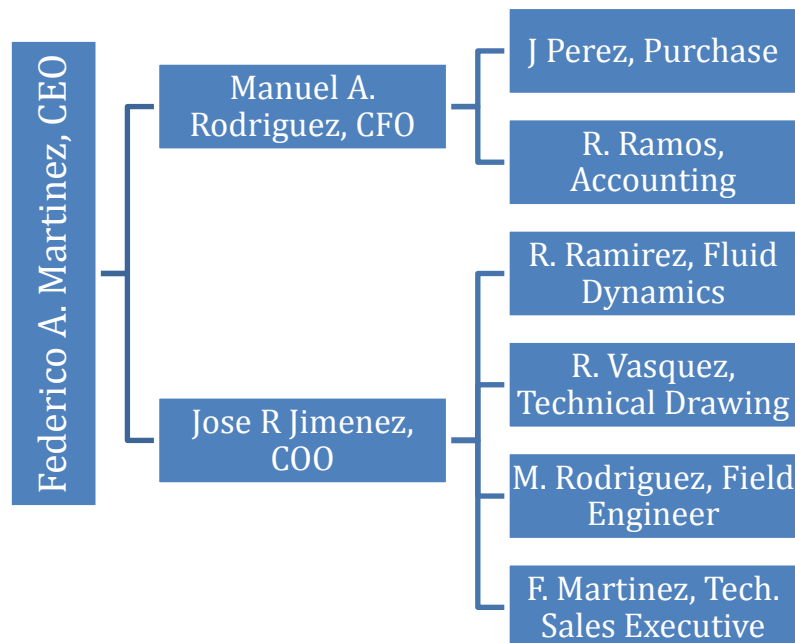 Federico A. Martinez, CEO
Manuel A.
Rodriguez, CFO
J Perez, Purchase
R. Ramos,
Accounting
Jose R Jimenez,
COO
R. Ramirez, Fluid
Dynamics
R. Vasquez,
Technical Drawing
M. Rodriguez, Field
Engineer
F. Martinez, Tech.
Sales Executive